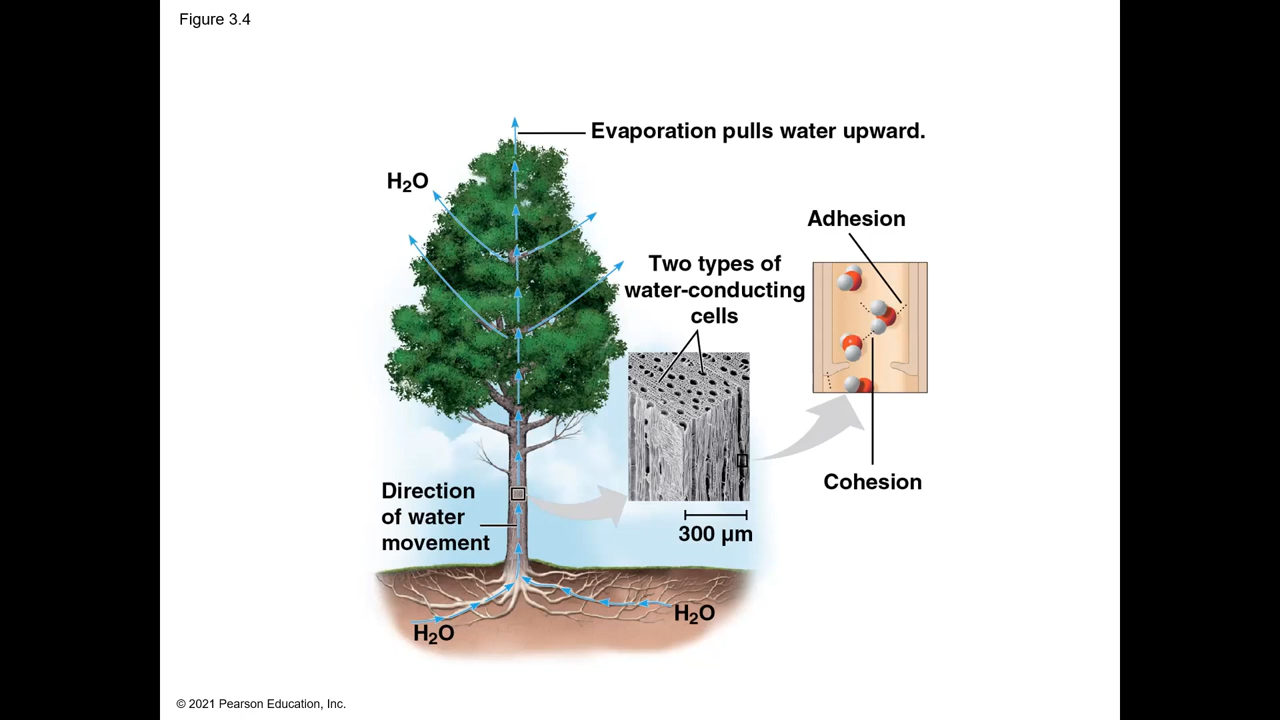 Figure 3.4
Evaporation pulls water upward.
H₂O
Adhesion
Two types of
water-conducting
cells
Direction
of water
movement
Cohesion
300 µm
H₂O
H₂O
© 2021 Pearson Education, Inc.